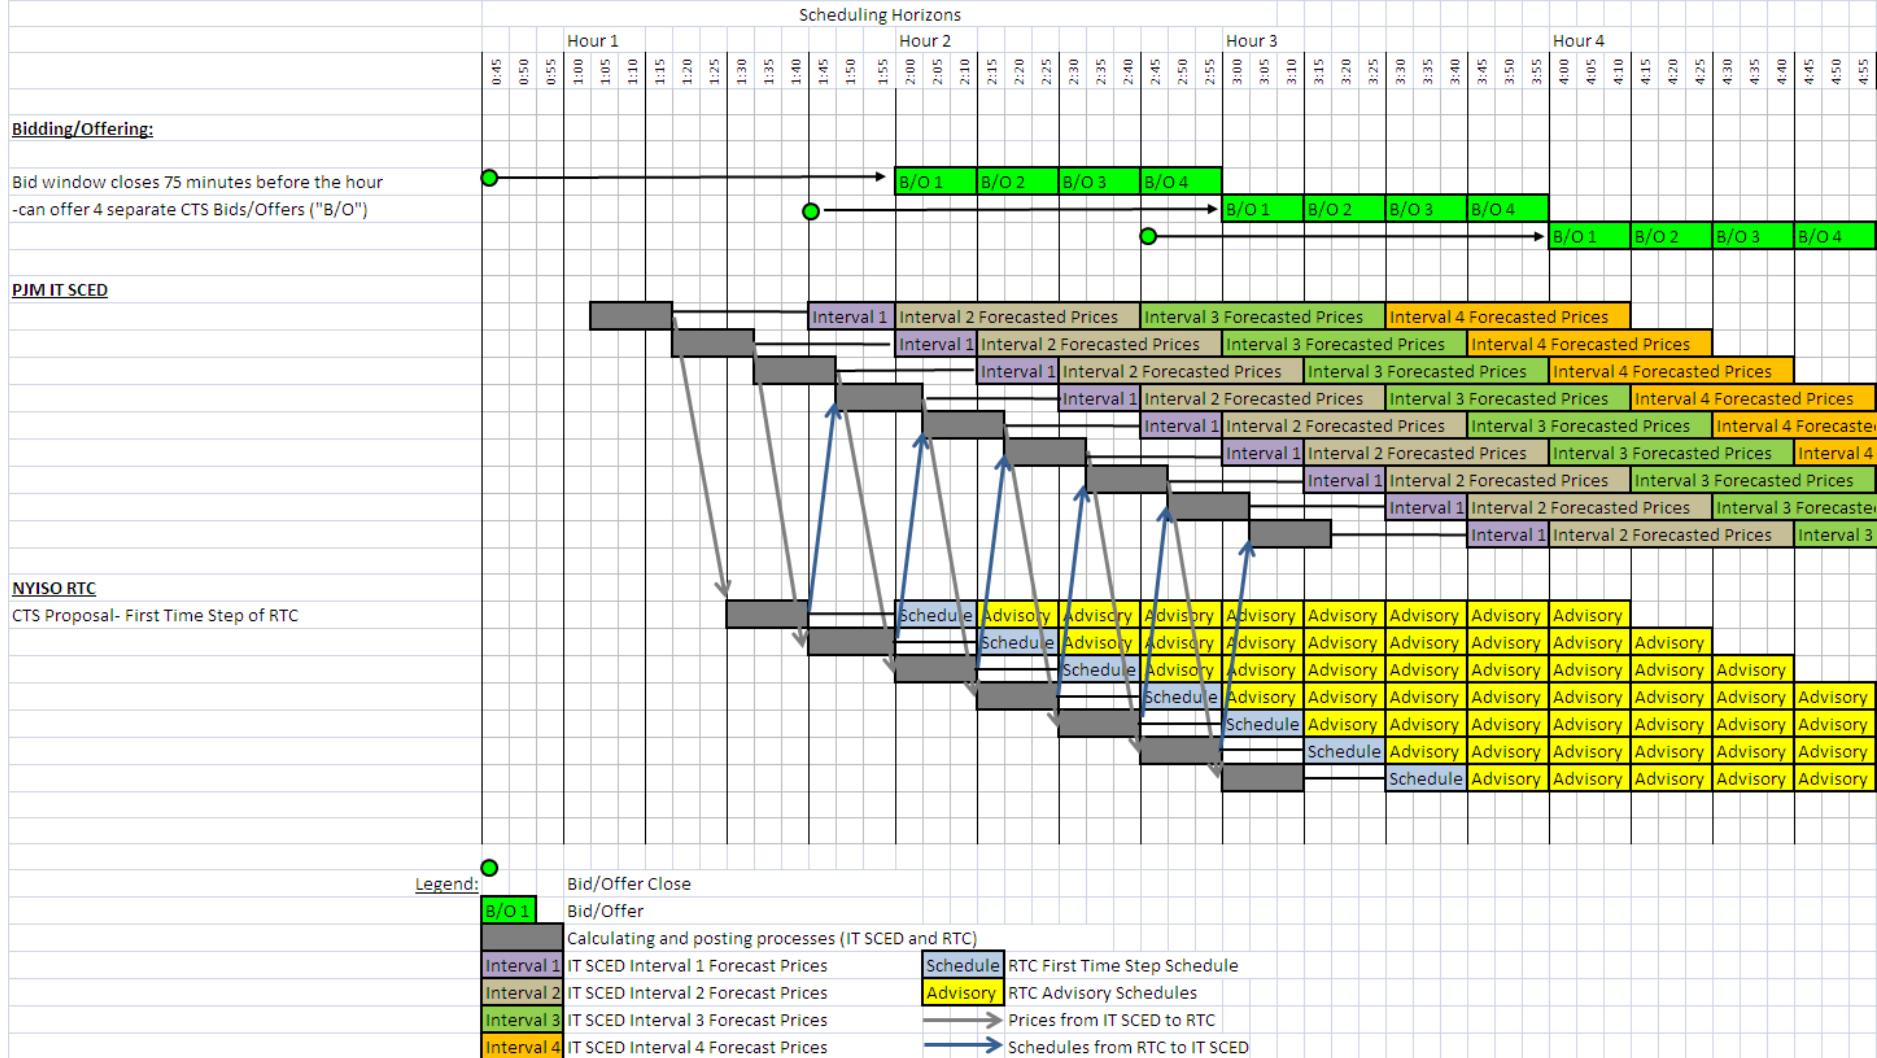 Scheduling Horizons
Hour 1 Hour 2 Hour 3 Hour 4
0:45 0:50 0:55 1:00 1:05 1:10 1:15 1:20 1:25 1:30 1:35 1:40 1:45 1:50 1:55 2:00 2:05 2:10 2:15 2:20 2:25 2:30 2:35 2:40 2:45 2:50 2:55 3:00 3:05 3:10 3:15 3:20 3:25 3:30 3:35 3:40 3:45 3:50 3:55 4:00 4:05 4:10 4:15 4:20 4:25 4:30 4:35 4:40 4:45 4:50 4:55
Bidding/Offering:
Bid window closes 75 minutes before the hour B/O 1 B/O 2 B/O 3 B/O 4
-can offer 4 separate CTS Bids/Offers ("B/O") B/O 1 B/O 2 B/O 3 B/O 4
B/O 1 B/O 2 B/O 3 B/O 4
PJM IT SCED
Interval 1 Interval 2 Forecasted Prices Interval 3 Forecasted Prices Interval 4 Forecasted Prices
Interval 1 Interval 2 Forecasted Prices Interval 3 Forecasted Prices Interval 4 Forecasted Prices
Interval 1 Interval 2 Forecasted Prices Interval 3 Forecasted Prices Interval 4 Forecasted Prices
Interval 1 Interval 2 Forecasted Prices Interval 3 Forecasted Prices Interval 4 Forecasted Prices
Interval 1 Interval 2 Forecasted Prices Interval 3 Forecasted Prices Interval 4 Forecaste
Interval 1 Interval 2 Forecasted Prices Interval 3 Forecasted Prices Interval 4
Interval 1 Interval 2 Forecasted Prices Interval 3 Forecasted Prices
Interval 1 Interval 2 Forecasted Prices Interval 3 Forecaste
Interval 1 Interval 2 Forecasted Prices Interval 3
NYISO RTC
CTS Proposal- First Time Step of RTC Schedule Advisory Advisory Advisory Advisory Advisory Advisory Advisory Advisory
Schedule Advisory Advisory Advisory Advisory Advisory Advisory Advisory Advisory
Schedule Advisory Advisory Advisory Advisory Advisory Advisory Advisory Advisory
Schedule Advisory Advisory Advisory Advisory Advisory Advisory Advisory Advisory
Schedule Advisory Advisory Advisory Advisory Advisory Advisory Advisory
Schedule Advisory Advisory Advisory Advisory Advisory Advisory
Schedule Advisory Advisory Advisory Advisory Advisory
Legend: Bid/Offer Close
B/O 1 Bid/Offer
Calculating and posting processes (IT SCED and RTC)
Interval 1 IT SCED Interval 1 Forecast Prices Schedule RTC First Time Step Schedule
Interval 2 IT SCED Interval 2 Forecast Prices Advisory RTC Advisory Schedules
Interval 3 IT SCED Interval 3 Forecast Prices Prices from IT SCED to RTC
Interval 4 IT SCED Interval 4 Forecast Prices Schedules from RTC to IT SCED